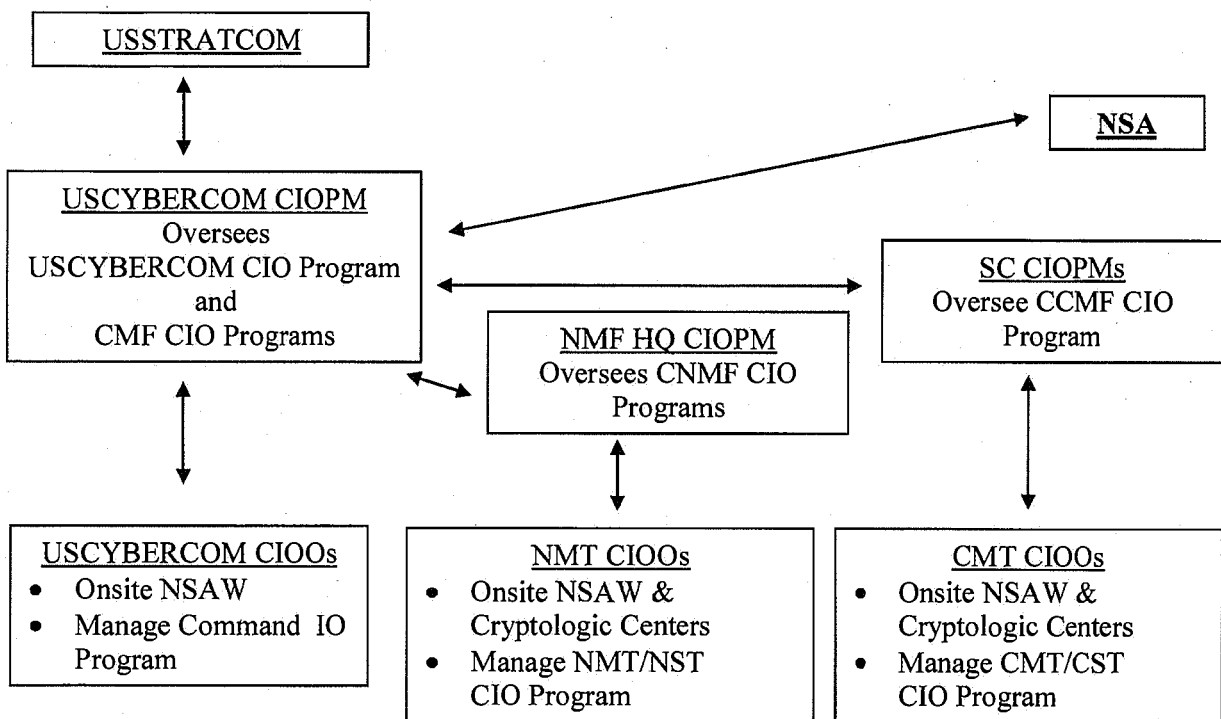 USSTRATCOM
NSA
USCYBERCOM CIOPM
Oversees
USCYBERCOM CIO Program
and
CMF CIO Programs
SC CIOPMs
Oversee CCMF CIO
Program
NMF HQ CIOPM
Oversees CNMF CIO
Programs
USCYBERCOM CIOOs
• Onsite NSAW
• Manage Command IO
Program
NMT CIOOs
• Onsite NSAW &
Cryptologic Centers
• Manage NMT/NST
CIO Program
CMT CIOOs
• Onsite NSAW &
Cryptologic Centers
• Manage CMT/CST
CIO Program